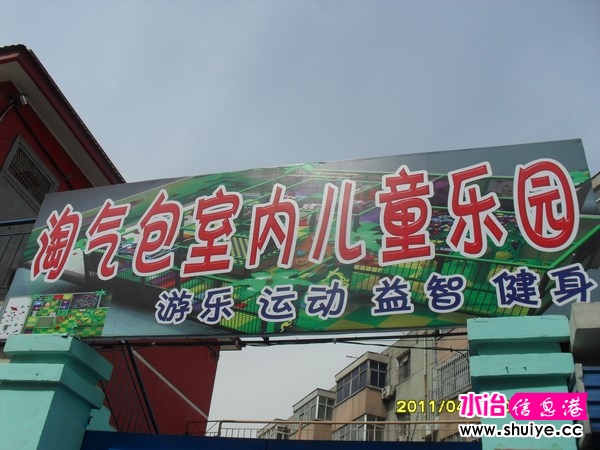 淘气包室内儿童乐园
游乐 运动 益智 健身
2011/04
水冶信息港
www.shuiye.cc